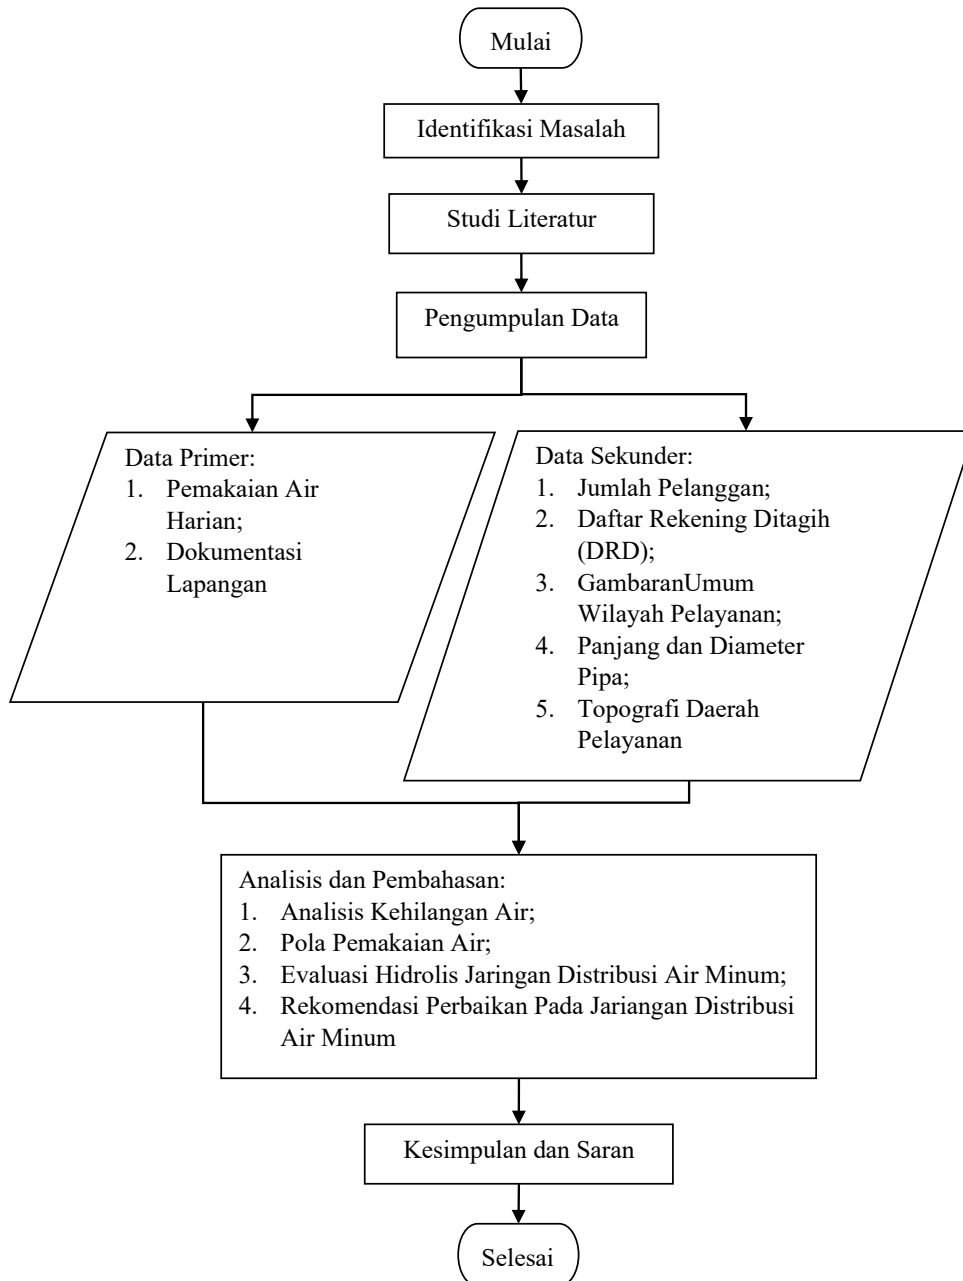 Mulai
Identifikasi Masalah
Studi Literatur
Pengumpulan Data
Data Primer:
1. Pemakaian Air
Harian;
2. Dokumentasi
Lapangan
Data Sekunder:
1. Jumlah Pelanggan;
2. Daftar Rekening Ditagih
(DRD);
3. GambaranUmum
Wilayah Pelayanan;
4. Panjang dan Diameter
Pipa;
5. Topografi Daerah
Pelayanan
Analisis dan Pembahasan:
1. Analisis Kehilangan Air;
2. Pola Pemakaian Air;
3. Evaluasi Hidrolis Jaringan Distribusi Air Minum;
4. Rekomendasi Perbaikan Pada Jariangan Distribusi
Air Minum
Kesimpulan dan Saran
Selesai